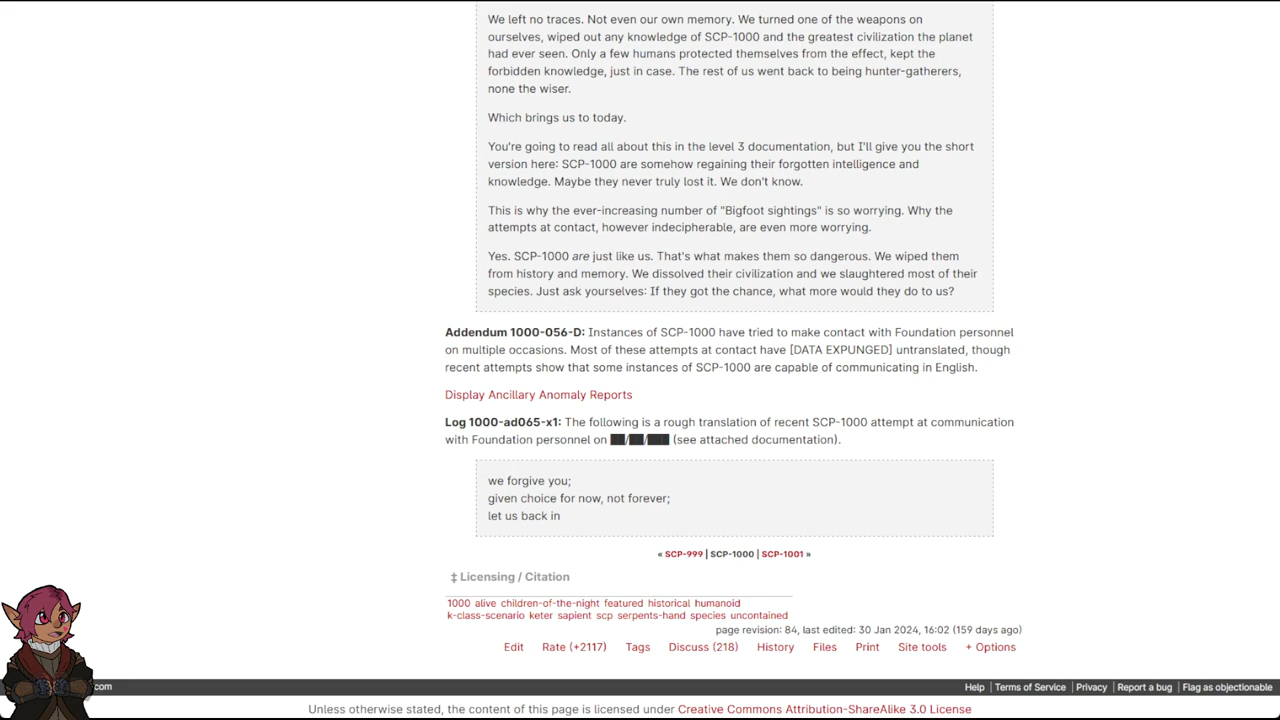 We left no traces. Not even our own memory. We turned one of the weapons on
ourselves, wiped out any knowledge of SCP-1000 and the greatest civilization the planet
had ever seen. Only a few humans protected themselves from the effect, kept the
forbidden knowledge, just in case. The rest of us went back to being hunter-gatherers,
none the wiser.
Which brings us to today.
You're going to read all about this in the level 3 documentation, but I'll give you the short
version here: SCP-1000 are somehow regaining their forgotten intelligence and
knowledge. Maybe they never truly lost it. We don't know.
This is why the ever-increasing number of "Bigfoot sightings" is so worrying. Why the
attempts at contact, however indecipherable, are even more worrying.
Yes. SCP-1000 are just like us. That's what makes them so dangerous. We wiped them
from history and memory. We dissolved their civilization and we slaughtered most of their
species. Just ask yourselves: If they got the chance, what more would they do to us?
Addendum 1000-056-D: Instances of SCP-1000 have tried to make contact with Foundation personnel
on multiple occasions. Most of these attempts at contact have [DATA EXPUNGED] untranslated, though
recent attempts show that some instances of SCP-1000 are capable of communicating in English.
Display Ancillary Anomaly Reports
Log 1000-ad065-x1: The following is a rough translation of recent SCP-1000 attempt at communication
with Foundation personnel on ██/██/███ (see attached documentation).
we forgive you;
given choice for now, not forever;
let us back in
« SCP-999 | SCP-1000 | SCP-1001 »
‡ Licensing / Citation
1000 alive children-of-the-night featured historical humanoid
k-class-scenario keter sapient scp serpents-hand species uncontained
page revision: 84, last edited: 30 Jan 2024, 16:02 (159 days ago)
Edit Rate (+2117) Tags Discuss (218) History Files Print Site tools + Options
.com Help | Terms of Service | Privacy | Report a bug | Flag as objectionable
Unless otherwise stated, the content of this page is licensed under Creative Commons Attribution-ShareAlike 3.0 License